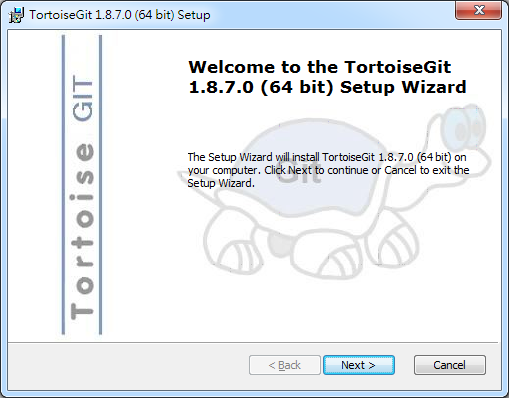 TortoiseGit 1.8.7.0 (64 bit) Setup
Tortoise GIT
Welcome to the TortoiseGit
1.8.7.0 (64 bit) Setup Wizard
Git
The Setup Wizard will install TortoiseGit 1.8.7.0 (64 bit) on
your computer. Click Next to continue or Cancel to exit the
Setup Wizard.
< Back
Next >
Cancel